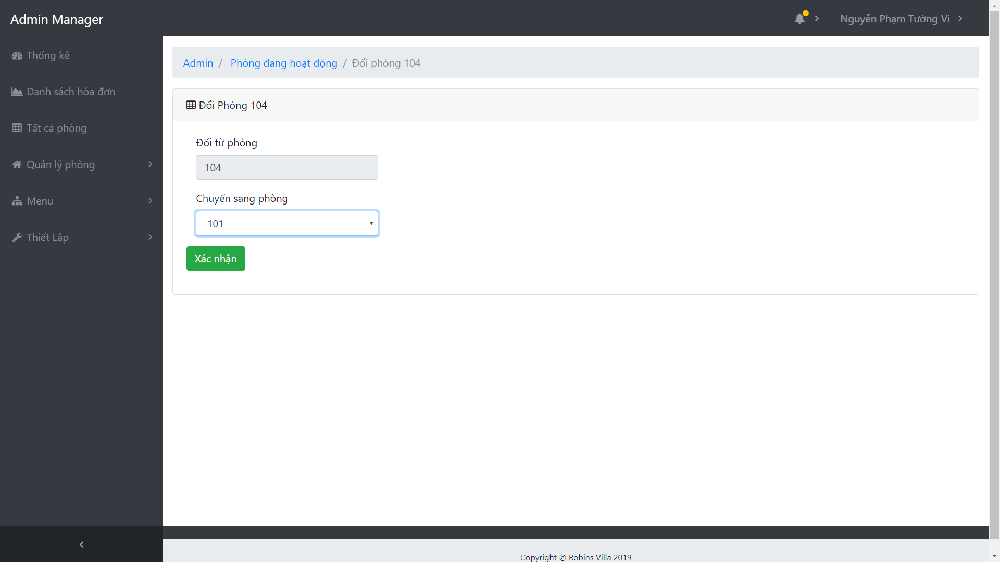 Admin Manager
Nguyễn Phạm Tường Vi
Thống kê
Danh sách hóa đơn
Tất cả phòng
Quản lý phòng
Menu
Thiết Lập
Admin / Phòng đang hoạt động / Đổi phòng 104
Đổi Phòng 104
Đổi từ phòng
104
Chuyển sang phòng
101
Xác nhận
Copyright © Robins Villa 2019